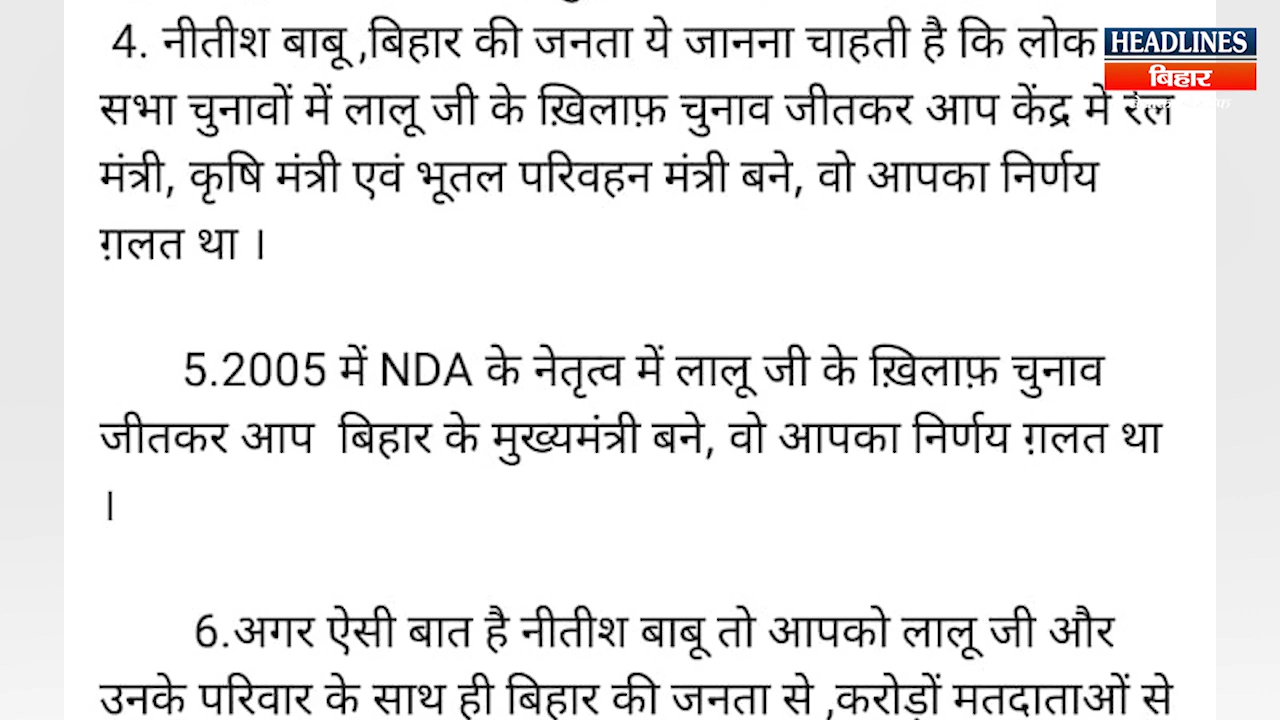 4. नीतीश बाबू ,बिहार की जनता ये जानना चाहती है कि लोक
HEADLINES
बिहार
सभा चुनावों में लालू जी के ख़िलाफ़ चुनाव जीतकर आप केंद्र मे रेल
मंत्री, कृषि मंत्री एवं भूतल परिवहन मंत्री बने, वो आपका निर्णय
ग़लत था ।
5.2005 में NDA के नेतृत्व में लालू जी के ख़िलाफ़ चुनाव
जीतकर आप बिहार के मुख्यमंत्री बने, वो आपका निर्णय ग़लत था
।
6.अगर ऐसी बात है नीतीश बाबू तो आपको लालू जी और
उनके परिवार के साथ ही बिहार की जनता से ,करोड़ों मतदाताओं से